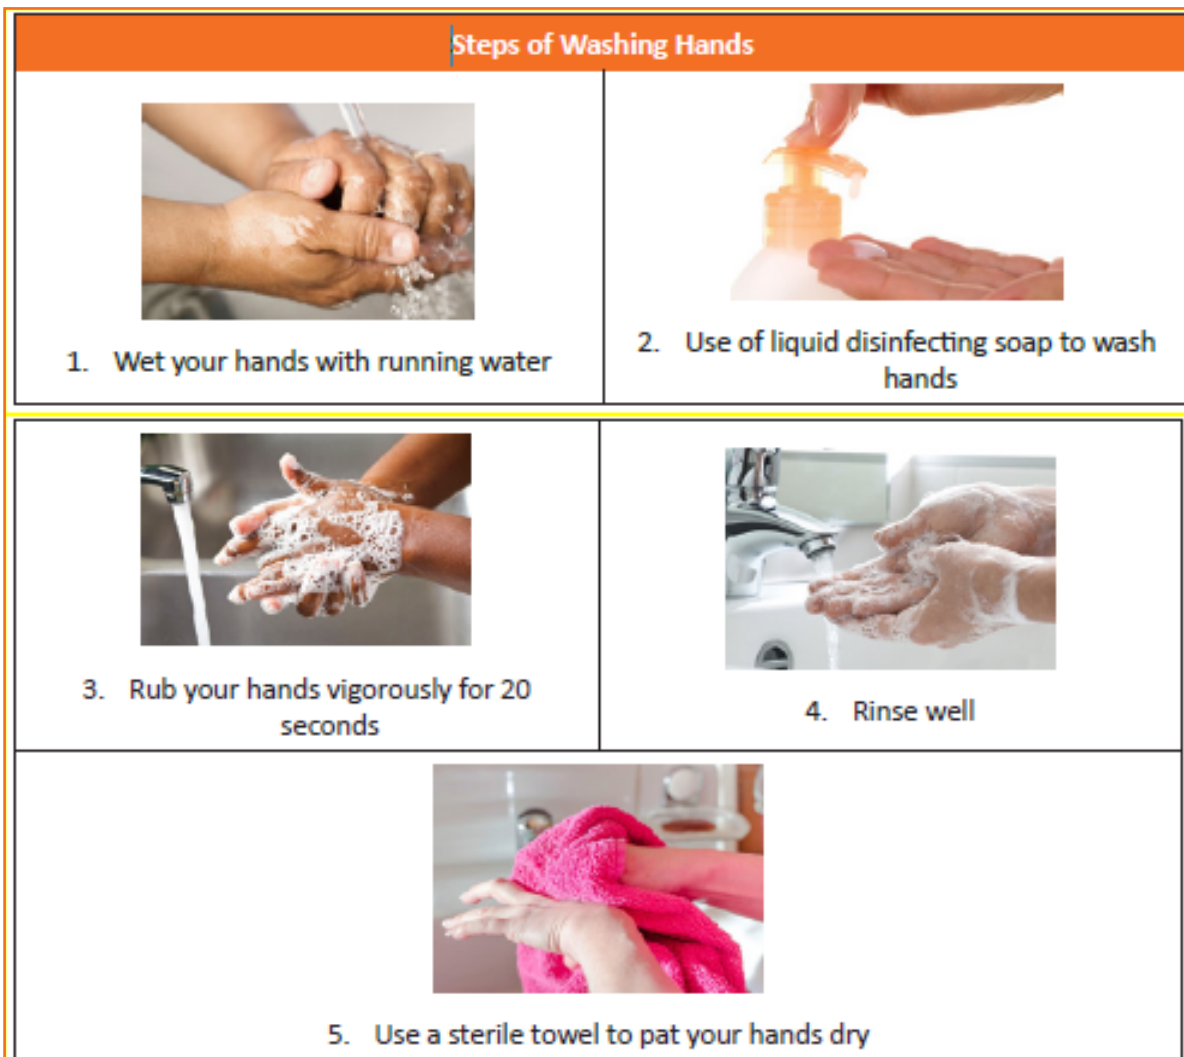 Steps of Washing Hands
1. Wet your hands with running water
2. Use of liquid disinfecting soap to wash
hands
3. Rub your hands vigorously for 20
seconds
4. Rinse well
5. Use a sterile towel to pat your hands dry